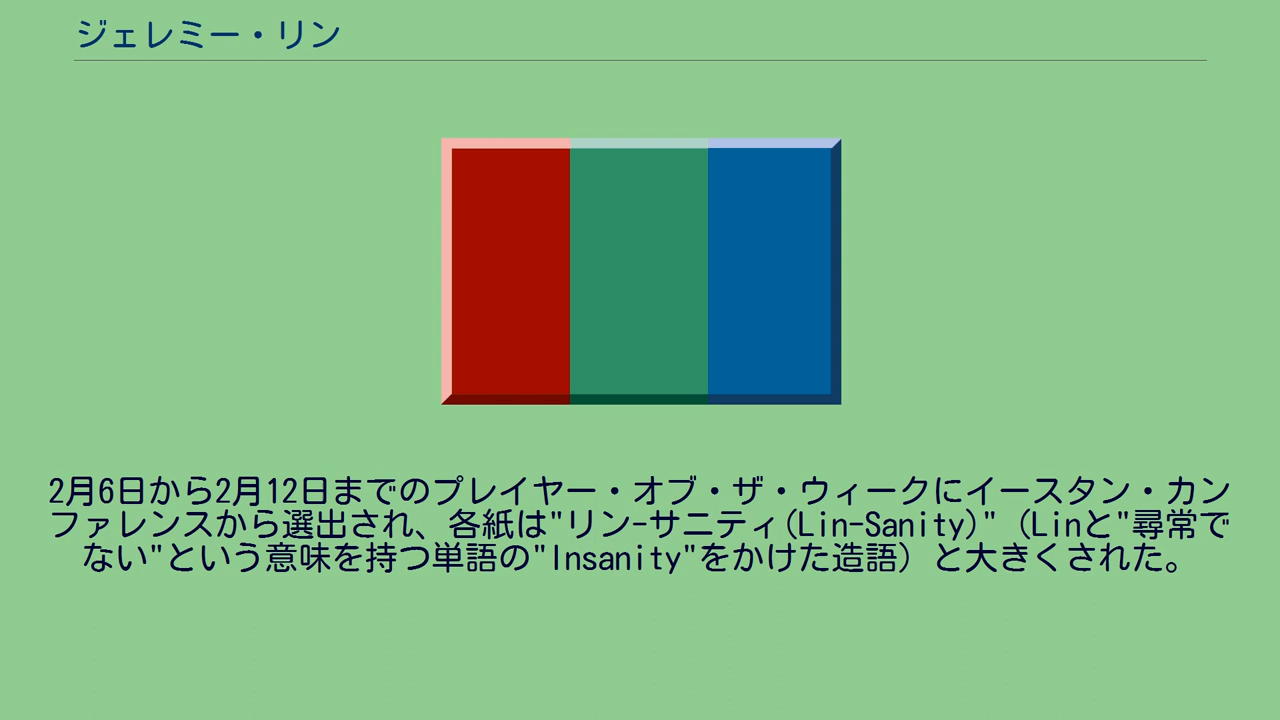 ジェレミー・リン
2月6日から2月12日までのプレイヤー・オブ・ザ・ウィークにイースタン・カン
ファレンスから選出され、各紙は"リン-サニティ(Lin-Sanity)"（Linと"尋常で
ない"という意味を持つ単語の"Insanity"をかけた造語）と大きくされた。